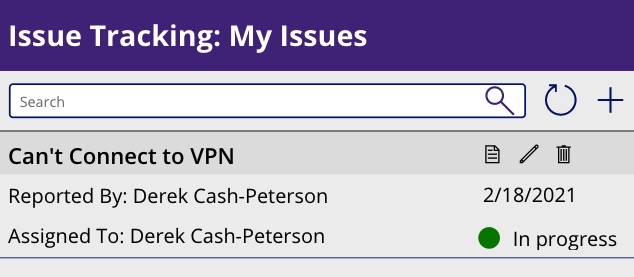 Issue Tracking: My Issues
Search
Can't Connect to VPN
Reported By: Derek Cash-Peterson 2/18/2021
Assigned To: Derek Cash-Peterson In progress